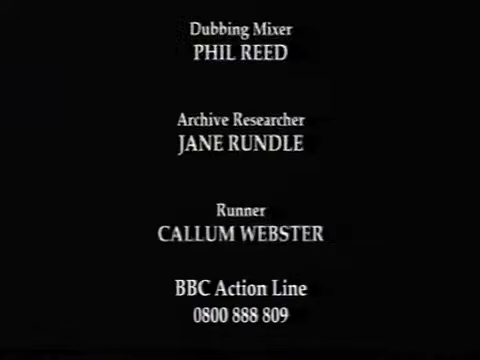 Dubbing Mixer
PHIL REED
Archive Researcher
JANE RUNDLE
Runner
CALLUM WEBSTER
BBC Action Line
0800 888 809